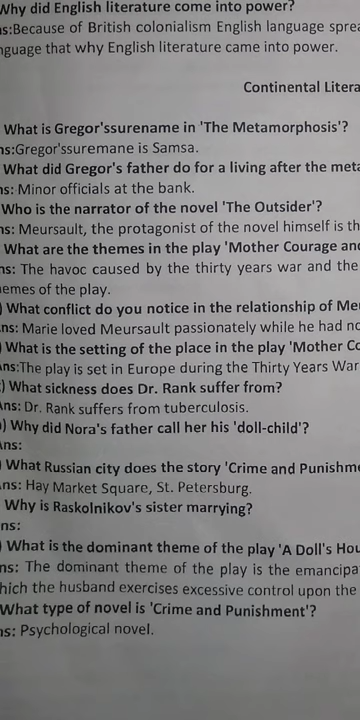 Why did English literature come into power?
ns:Because of British colonialism English language sprea
nguage that why English literature came into power.
Continental Litera
What is Gregor'ssurename in 'The Metamorphosis'?
ns:Gregor'ssuremane is Samsa.
What did Gregor's father do for a living after the meta
ns: Minor officials at the bank.
Who is the narrator of the novel 'The Outsider'?
ns: Meursault, the protagonist of the novel himself is th
What are the themes in the play 'Mother Courage and
ns: The havoc caused by the thirty years war and the
emes of the play.
) What conflict do you notice in the relationship of Me
ns: Marie loved Meursault passionately while he had no
) What is the setting of the place in the play 'Mother Co
Ans:The play is set in Europe during the Thirty Years War
) What sickness does Dr. Rank suffer from?
Ans: Dr. Rank suffers from tuberculosis.
) Why did Nora's father call her his 'doll-child'?
Ans:
) What Russian city does the story 'Crime and Punishme
ns: Hay Market Square, St. Petersburg.
Why is Raskolnikov's sister marrying?
ns:
) What is the dominant theme of the play 'A Doll's Hou
ns: The dominant theme of the play is the emancipa
hich the husband exercises excessive control upon the
What type of novel is 'Crime and Punishment'?
ns: Psychological novel.